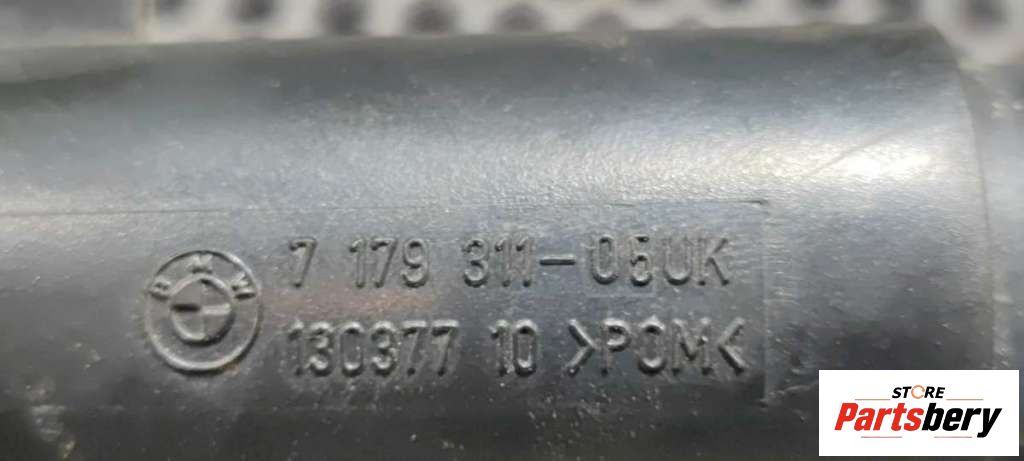 BMW
7 179 311-05UK
130377 10 >POM<
STORE
Partsbery